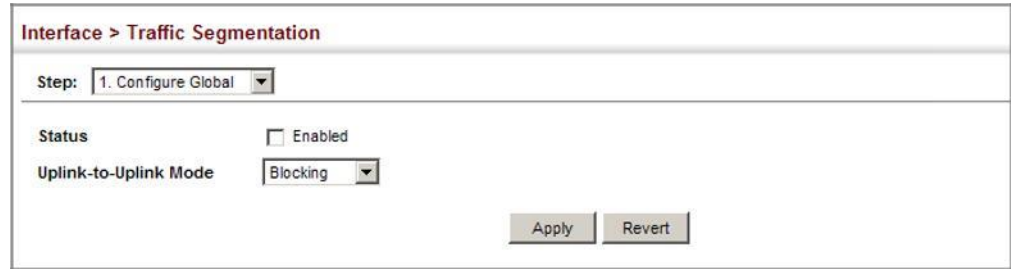 Interface > Traffic Segmentation
Step: 1. Configure Global
Status Enabled
Uplink-to-Uplink Mode Blocking
Apply Revert